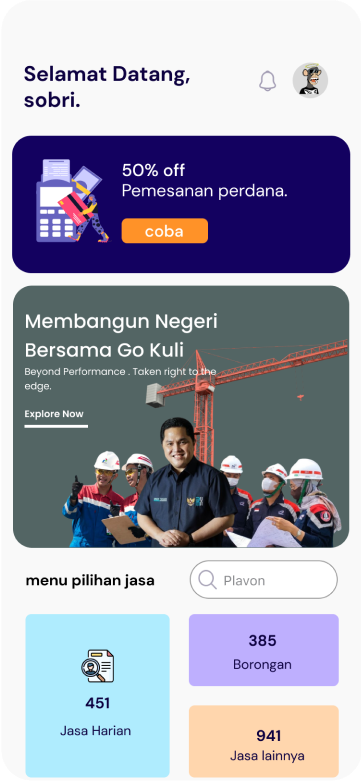 Selamat Datang,
sobri.
50% off
Pemesanan perdana.
coba
Membangun Negeri
Bersama Go Kuli
Beyond Performance . Taken right to the
edge.
Explore Now
menu pilihan jasa
Plavon
451
Jasa Harian
385
Borongan
941
Jasa lainnya